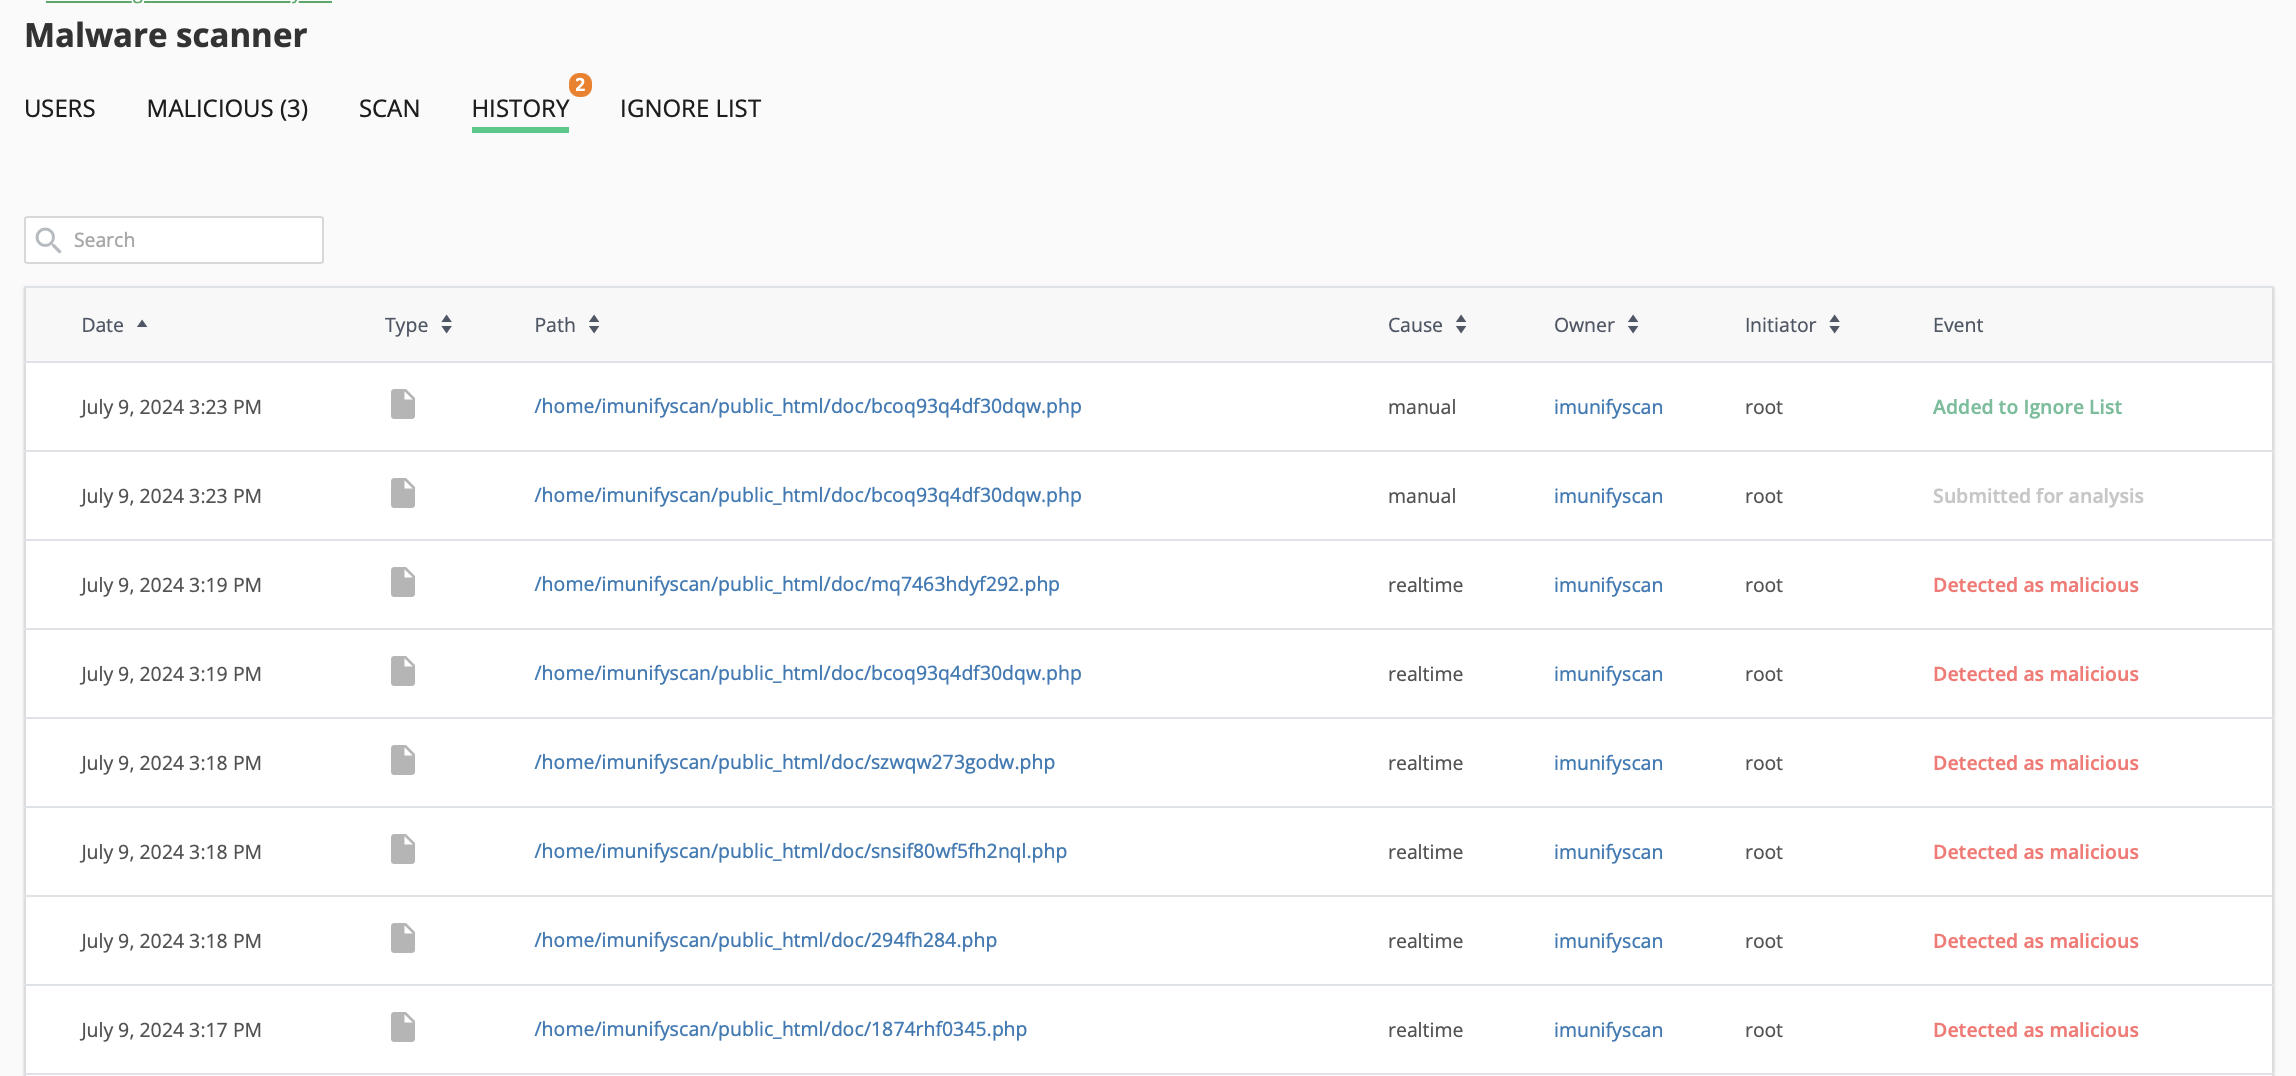 Malware scanner
2
USERS MALICIOUS (3) SCAN HISTORY IGNORE LIST
Search
Date Type Path Cause Owner Initiator Event
July 9, 2024 3:23 PM /home/imunifyscan/public_html/doc/bcoq93q4df30dqw.php manual imunifyscan root Added to Ignore List
July 9, 2024 3:23 PM /home/imunifyscan/public_html/doc/bcoq93q4df30dqw.php manual imunifyscan root Submitted for analysis
July 9, 2024 3:19 PM /home/imunifyscan/public_html/doc/mq7463hdyf292.php realtime imunifyscan root Detected as malicious
July 9, 2024 3:19 PM /home/imunifyscan/public_html/doc/bcoq93q4df30dqw.php realtime imunifyscan root Detected as malicious
July 9, 2024 3:18 PM /home/imunifyscan/public_html/doc/szwqw273godw.php realtime imunifyscan root Detected as malicious
July 9, 2024 3:18 PM /home/imunifyscan/public_html/doc/snsif80wf5fh2nql.php realtime imunifyscan root Detected as malicious
July 9, 2024 3:18 PM /home/imunifyscan/public_html/doc/294fh284.php realtime imunifyscan root Detected as malicious
July 9, 2024 3:17 PM /home/imunifyscan/public_html/doc/1874rhf0345.php realtime imunifyscan root Detected as malicious